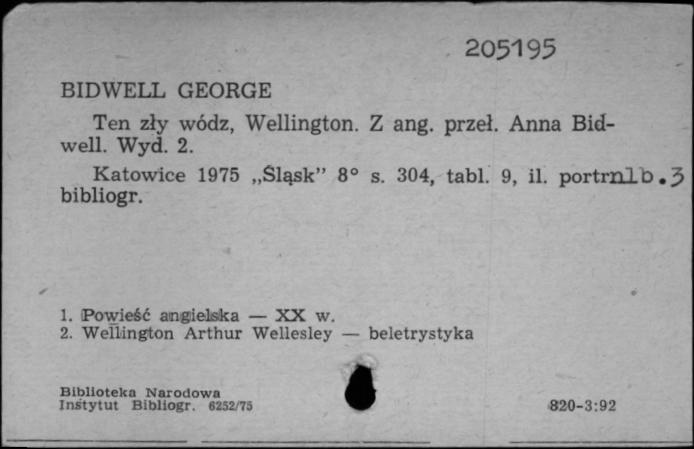 205195
BIDWELL GEORGE
Ten zły wódz, Wellington. Z ang. przeł. Anna Bid-
well. Wyd. 2.
Katowice 1975 „Śląsk” 8° s. 304, tabl. 9, il. portrnlb.3
bibliogr.
1. Powieść angielska — XX w.
2. Wellington Arthur Wellesley — beletrystyka
Biblioteka Narodowa
Instytut Bibliogr. 6252/75
820-3:92